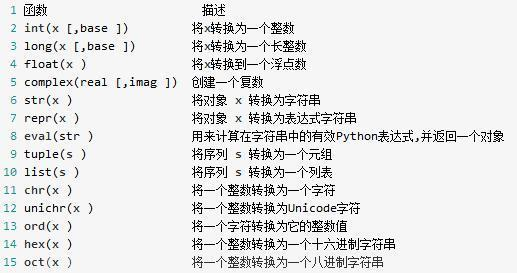 1 函数 描述
2 int(x [,base ]) 将x转换为一个整数
3 long(x [,base ]) 将x转换为一个长整数
4 float(x ) 将x转换到一个浮点数
5 complex(real [,imag ]) 创建一个复数
6 str(x ) 将对象 x 转换为字符串
7 repr(x ) 将对象 x 转换为表达式字符串
8 eval(str ) 用来计算在字符串中的有效Python表达式,并返回一个对象
9 tuple(s ) 将序列 s 转换为一个元组
10 list(s ) 将序列 s 转换为一个列表
11 chr(x ) 将一个整数转换为一个字符
12 unichr(x ) 将一个整数转换为Unicode字符
13 ord(x ) 将一个字符转换为它的整数值
14 hex(x ) 将一个整数转换为一个十六进制字符串
15 oct(x ) 将一个整数转换为一个八进制字符串